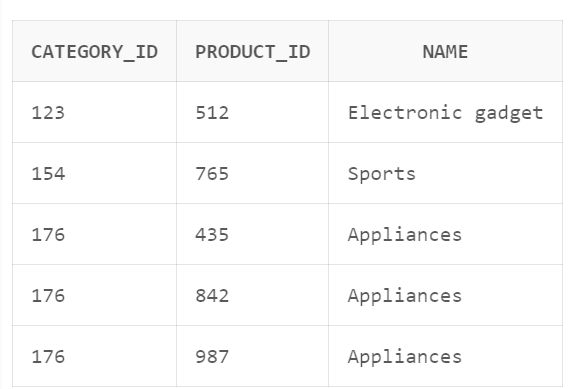 CATEGORY_ID PRODUCT_ID NAME
123 512 Electronic gadget
154 765 Sports
176 435 Appliances
176 842 Appliances
176 987 Appliances